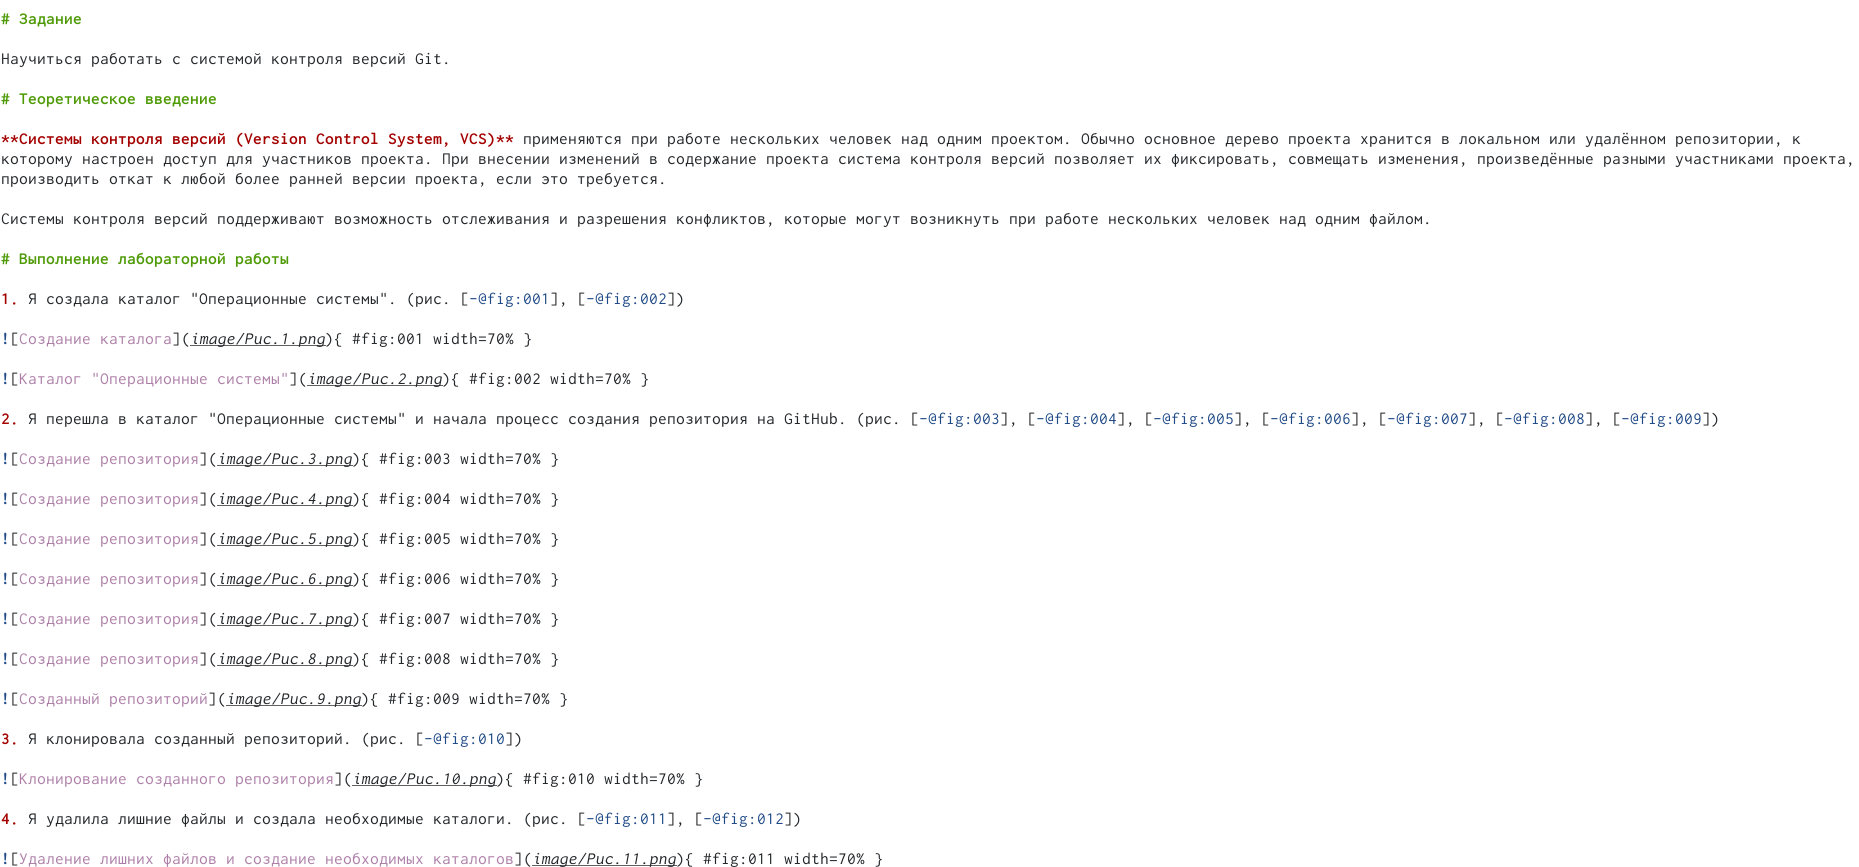 # Задание
Научиться работать с системой контроля версий Git.
# Теоретическое введение
**Системы контроля версий (Version Control System, VCS)** применяются при работе нескольких человек над одним проектом. Обычно основное дерево проекта хранится в локальном или удалённом репозитории, к
которому настроен доступ для участников проекта. При внесении изменений в содержание проекта система контроля версий позволяет их фиксировать, совмещать изменения, произведённые разными участниками проекта,
производить откат к любой более ранней версии проекта, если это требуется.
Системы контроля версий поддерживают возможность отслеживания и разрешения конфликтов, которые могут возникнуть при работе нескольких человек над одним файлом.
# Выполнение лабораторной работы
1. Я создала каталог "Операционные системы". (рис. [-@fig:001], [-@fig:002])
![Создание каталога](image/Рис.1.png){ #fig:001 width=70% }
![Каталог "Операционные системы"](image/Рис.2.png){ #fig:002 width=70% }
2. Я перешла в каталог "Операционные системы" и начала процесс создания репозитория на GitHub. (рис. [-@fig:003], [-@fig:004], [-@fig:005], [-@fig:006], [-@fig:007], [-@fig:008], [-@fig:009])
![Создание репозитория](image/Рис.3.png){ #fig:003 width=70% }
![Создание репозитория](image/Рис.4.png){ #fig:004 width=70% }
![Создание репозитория](image/Рис.5.png){ #fig:005 width=70% }
![Создание репозитория](image/Рис.6.png){ #fig:006 width=70% }
![Создание репозитория](image/Рис.7.png){ #fig:007 width=70% }
![Создание репозитория](image/Рис.8.png){ #fig:008 width=70% }
![Созданный репозиторий](image/Рис.9.png){ #fig:009 width=70% }
3. Я клонировала созданный репозиторий. (рис. [-@fig:010])
![Клонирование созданного репозитория](image/Рис.10.png){ #fig:010 width=70% }
4. Я удалила лишние файлы и создала необходимые каталоги. (рис. [-@fig:011], [-@fig:012])
![Удаление лишних файлов и создание необходимых каталогов](image/Рис.11.png){ #fig:011 width=70% }